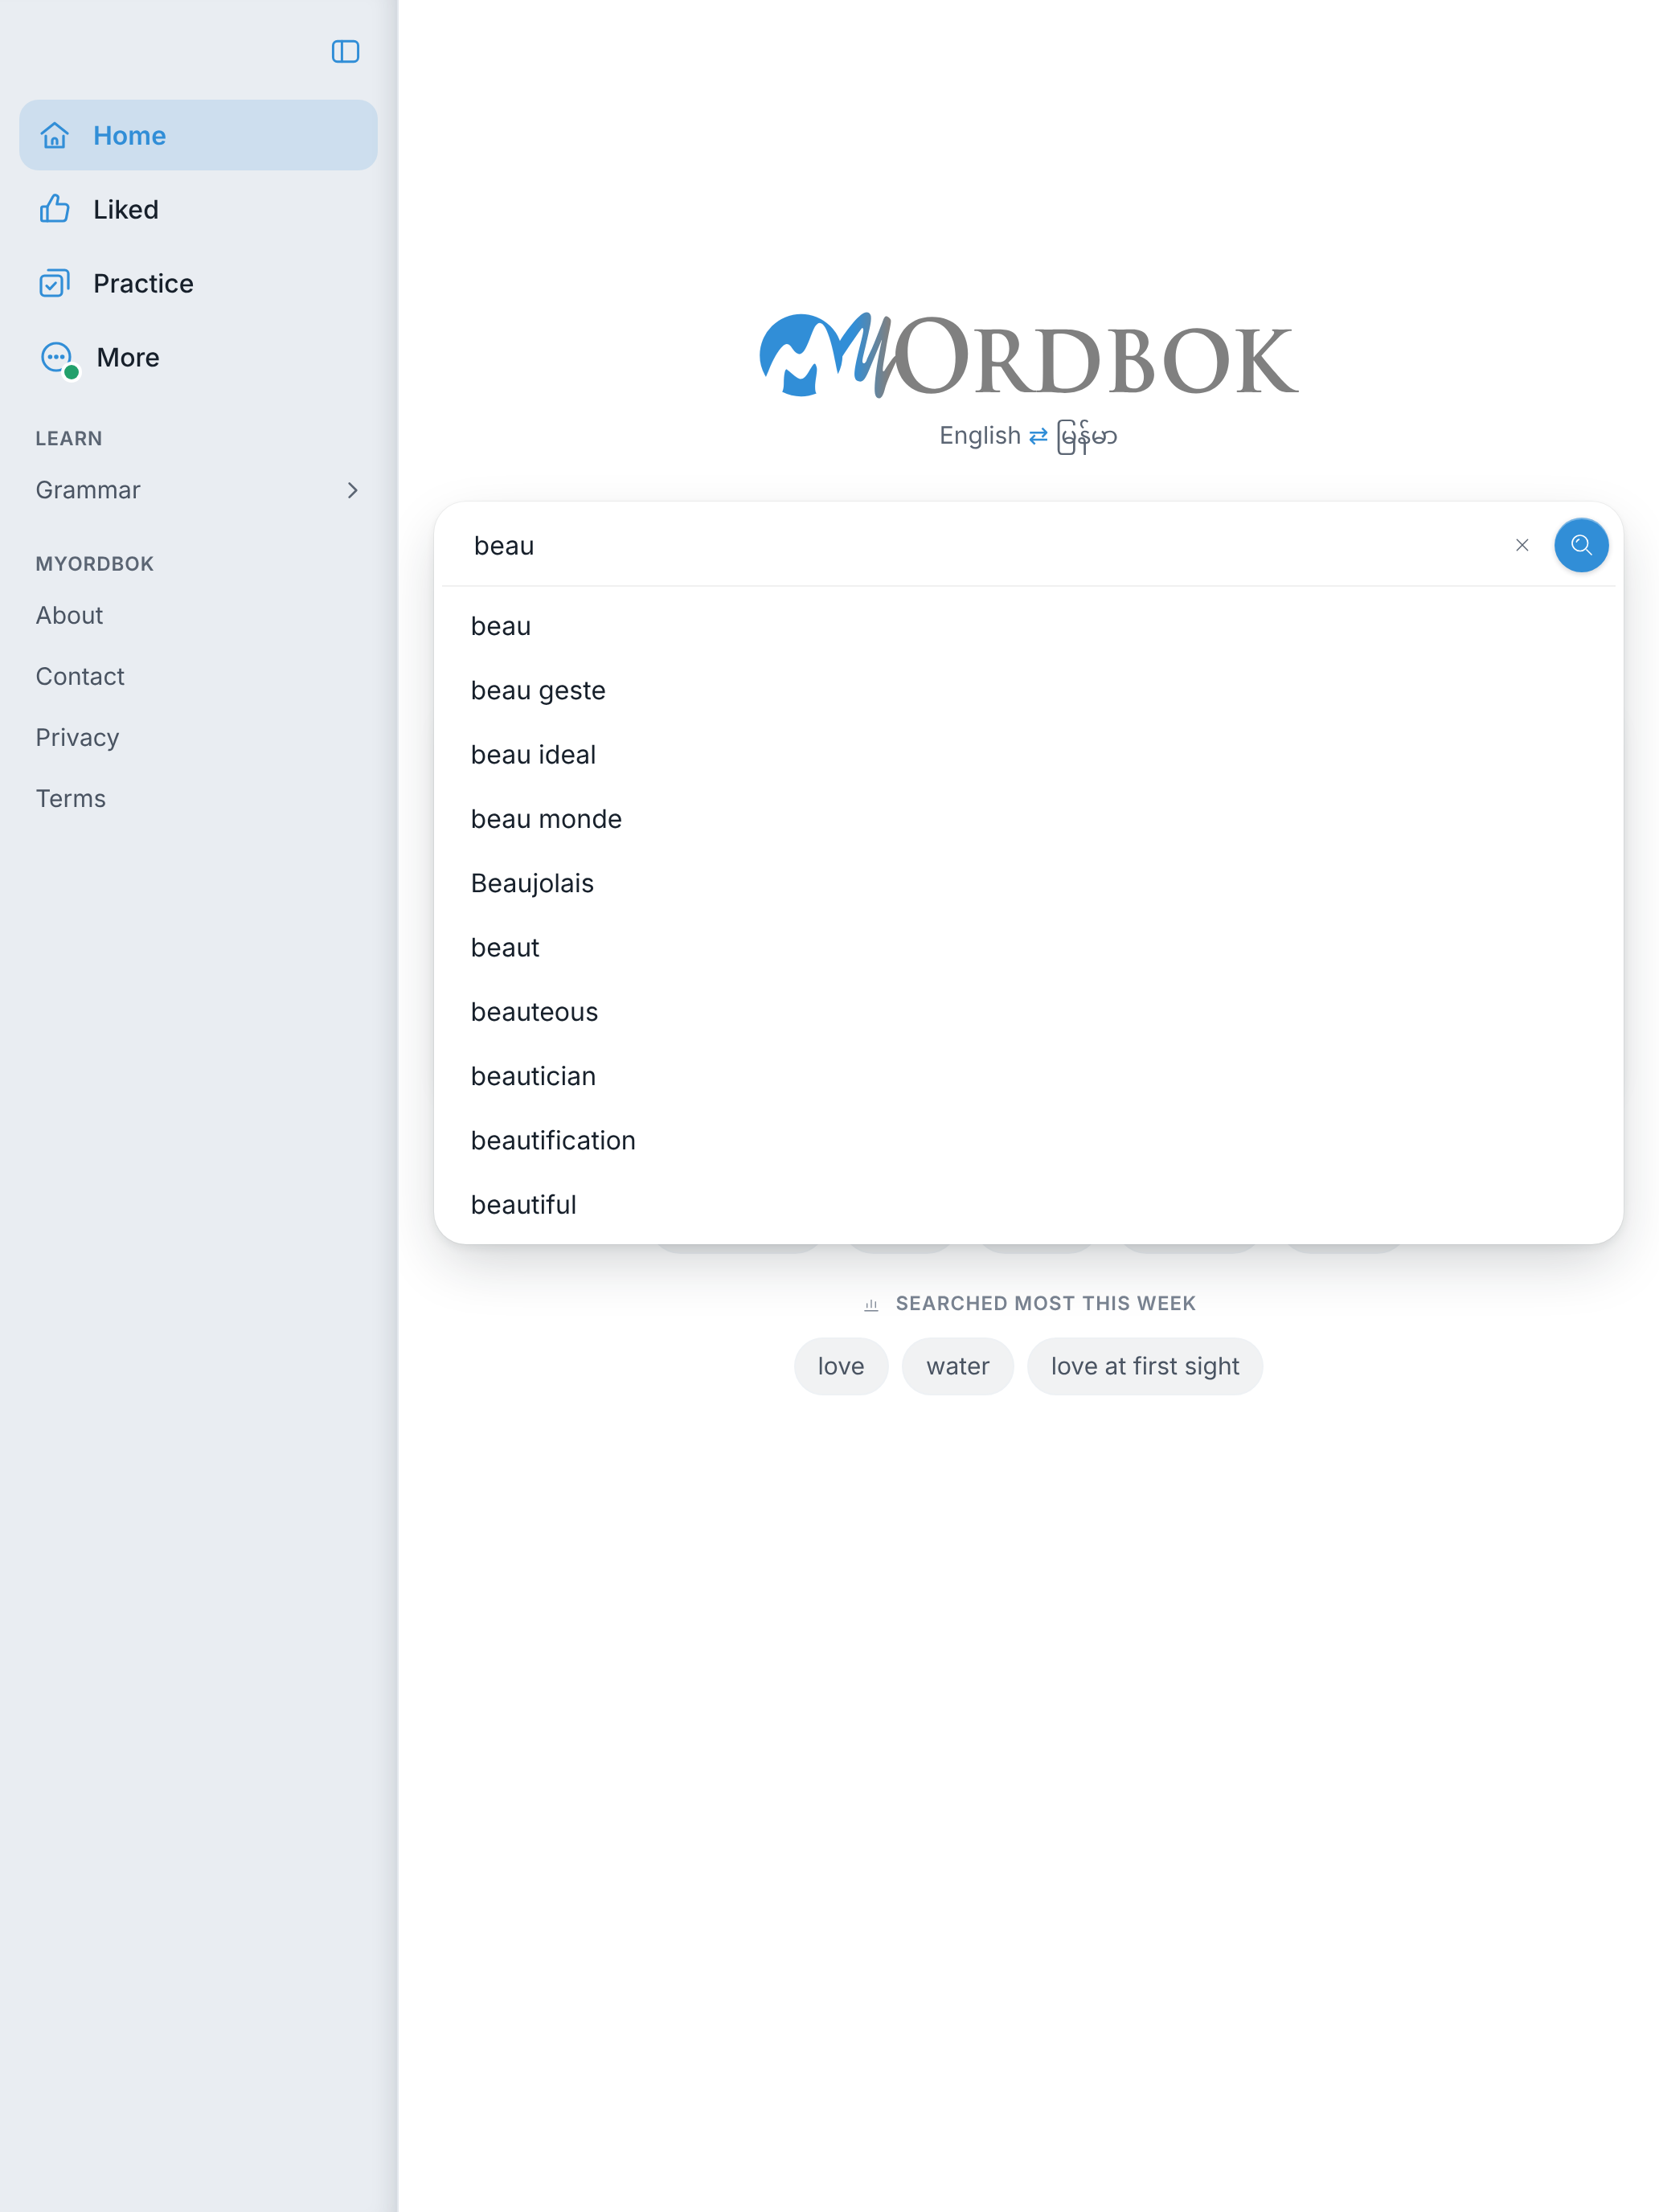 Home
Liked
Practice
More
LEARN
Grammar
MYORDBOK
About
Contact
Privacy
Terms
MYORDBOK
English ⇄ မြန်မာ
beau
beau
beau geste
beau ideal
beau monde
Beaujolais
beaut
beauteous
beautician
beautification
beautiful
SEARCHED MOST THIS WEEK
love
water
love at first sight